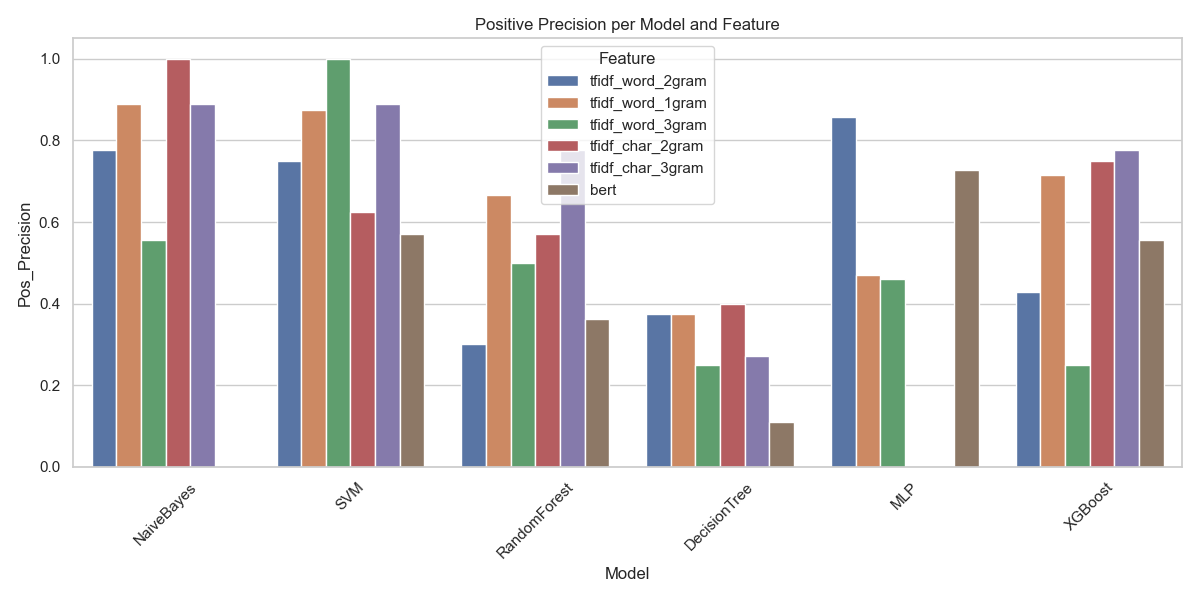 Positive Precision per Model and Feature
Feature
tfidf_word_2gram
tfidf_word_1gram
tfidf_word_3gram
tfidf_char_2gram
tfidf_char_3gram
bert
Pos_Precision
1.0
0.8
0.6
0.4
0.2
0.0
NaiveBayes
SVM
RandomForest
DecisionTree
MLP
XGBoost
Model